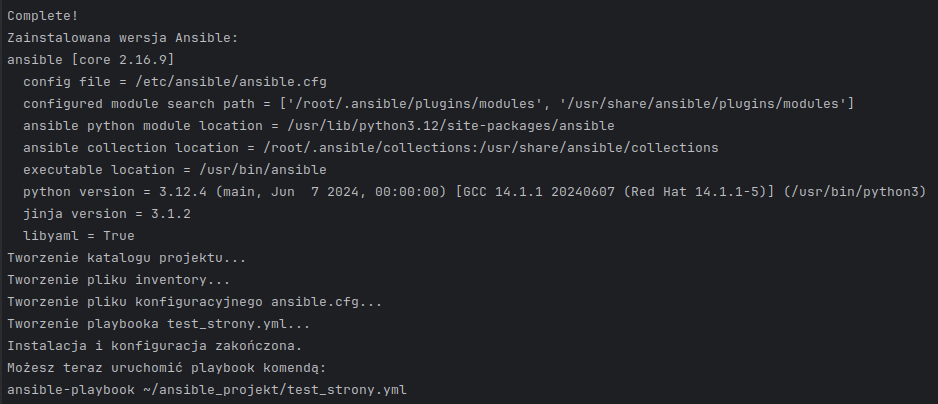 Complete!
Zainstalowana wersja Ansible:
ansible [core 2.16.9]
  config file = /etc/ansible/ansible.cfg
  configured module search path = ['/root/.ansible/plugins/modules', '/usr/share/ansible/plugins/modules']
  ansible python module location = /usr/lib/python3.12/site-packages/ansible
  ansible collection location = /root/.ansible/collections:/usr/share/ansible/collections
  executable location = /usr/bin/ansible
  python version = 3.12.4 (main, Jun  7 2024, 00:00:00) [GCC 14.1.1 20240607 (Red Hat 14.1.1-5)] (/usr/bin/python3)
  jinja version = 3.1.2
  libyaml = True
Tworzenie katalogu projektu...
Tworzenie pliku inventory...
Tworzenie pliku konfiguracyjnego ansible.cfg...
Tworzenie playbooka test_strony.yml...
Instalacja i konfiguracja zakończona.
Możesz teraz uruchomić playbook komendą:
ansible-playbook ~/ansible_projekt/test_strony.yml